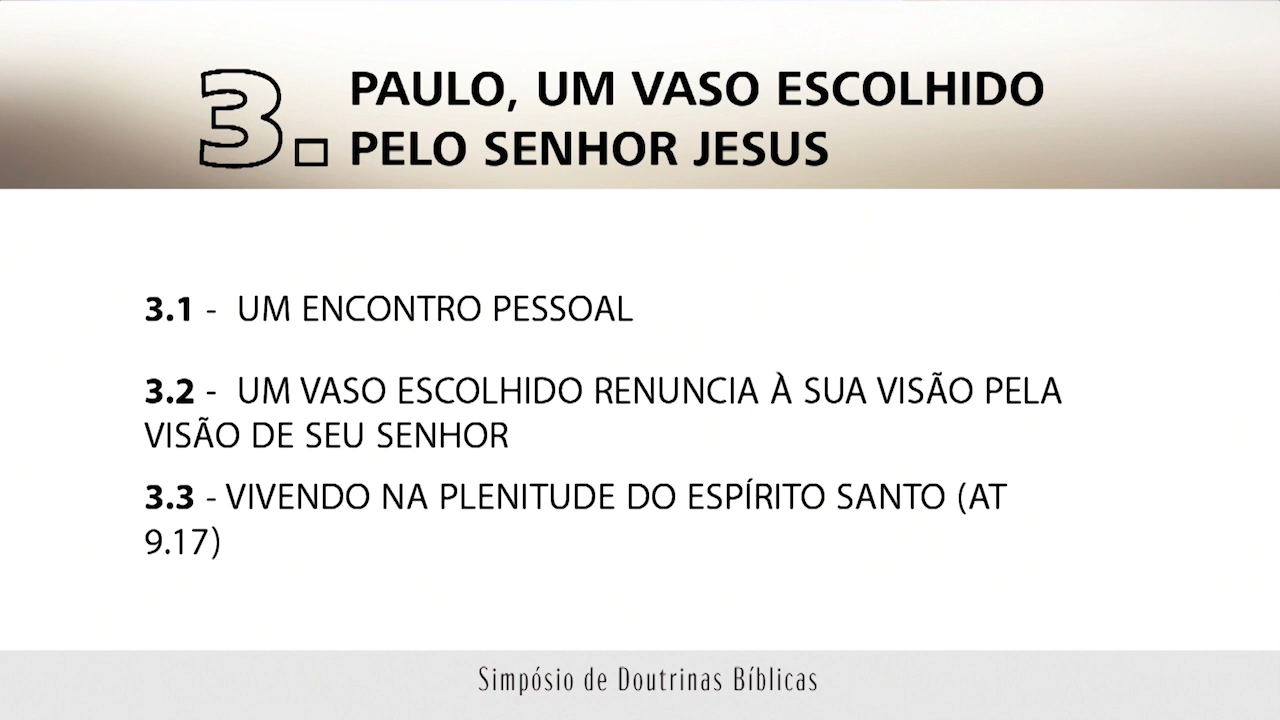 3. PAULO, UM VASO ESCOLHIDO
PELO SENHOR JESUS
3.1 - UM ENCONTRO PESSOAL
3.2 - UM VASO ESCOLHIDO RENUNCIA À SUA VISÃO PELA
VISÃO DE SEU SENHOR
3.3 - VIVENDO NA PLENITUDE DO ESPÍRITO SANTO (AT
9.17)
Simpósio de Doutrinas Bíblicas